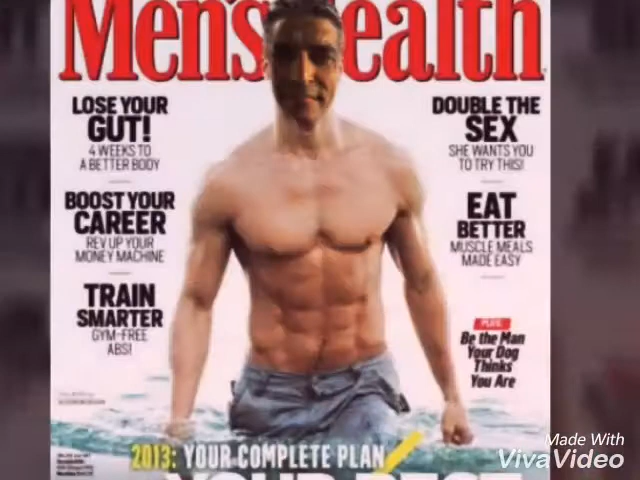 Men's Health
LOSE YOUR
GUT!
4 WEEKS TO
A BETTER BODY
BOOST YOUR
CAREER
REV UP YOUR
MONEY MACHINE
TRAIN
SMARTER
GYM-FREE
ABS!
DOUBLE THE
SEX
SHE WANTS YOU
TO TRY THIS!
EAT
BETTER
MUSCLE MEALS
MADE EASY
PLUS
Be the Man
Your Dog
Thinks
You Are
2013: YOUR COMPLETE PLAN
YOUR BEST
Made With
VivaVideo